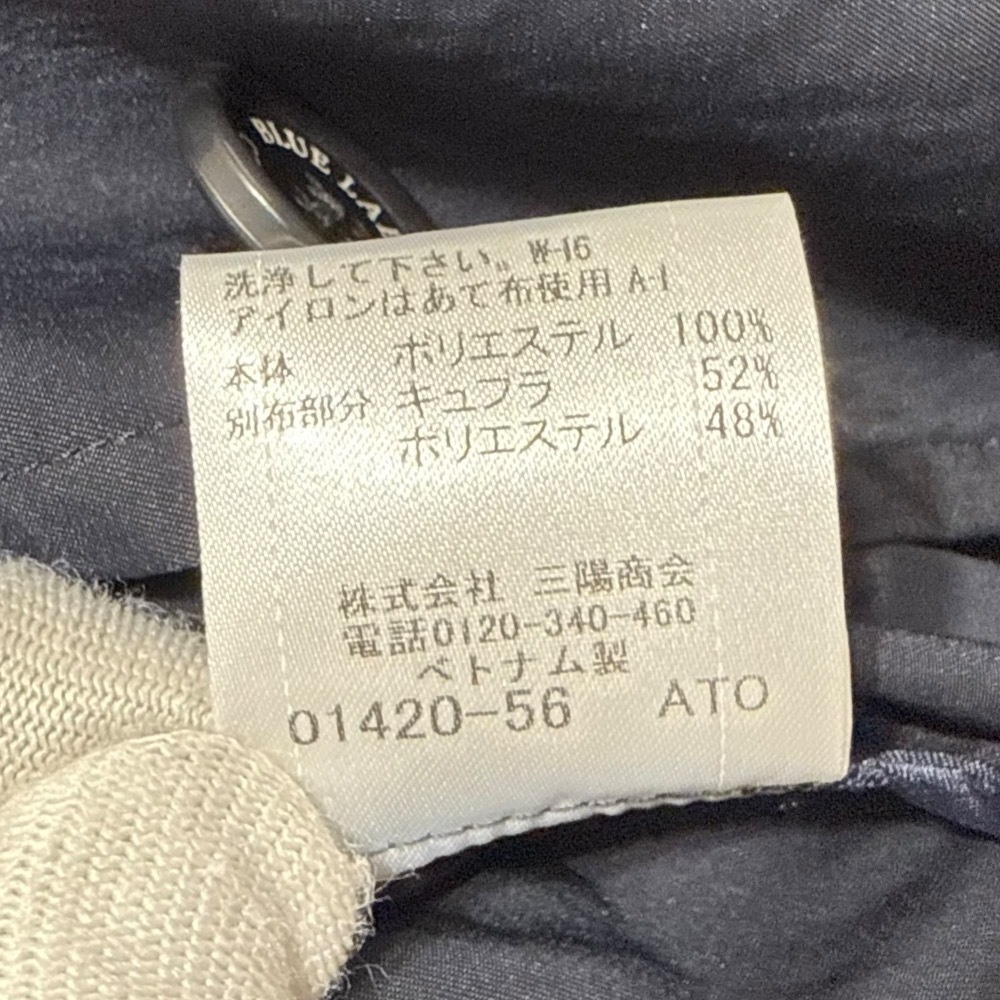 BLUE LA
洗浄して下さい。W-16
アイロンはあて布使用 A-1
本体 ポリエステル 100%
別布部分 キュプラ 52%
ポリエステル 48%
株式会社 三陽商会
電話0120-340-460
ベトナム製
01420-56 ATO